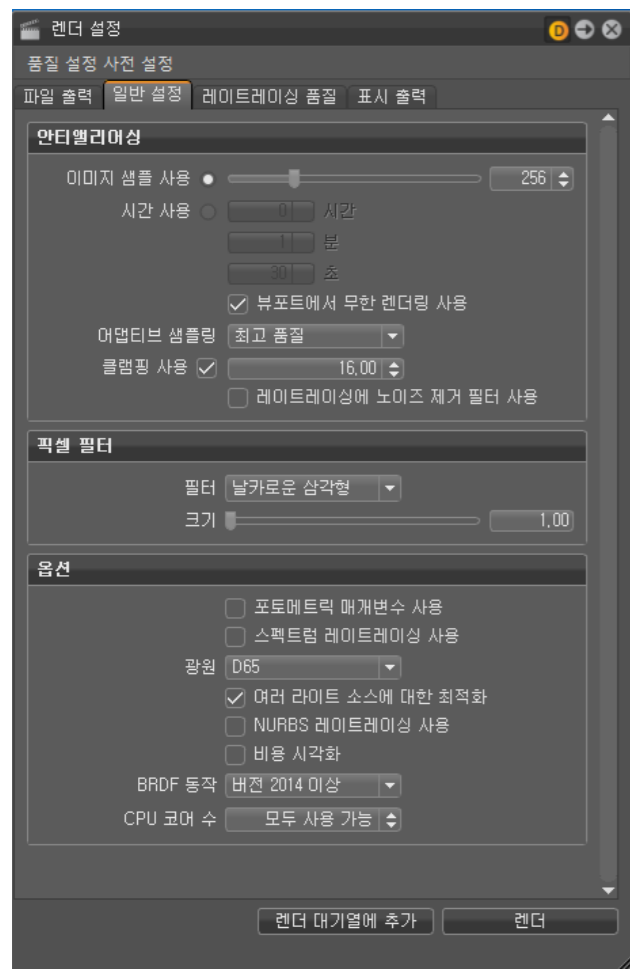 렌더 설정
D
품질 설정 사전 설정
파일 출력 일반 설정 레이트레이싱 품질 표시 출력
안티앨리어싱
이미지 샘플 사용 256
시간 사용 0 시간
1 분
30 초
뷰포트에서 무한 렌더링 사용
어댑티브 샘플링 최고 품질
클램핑 사용 16,00
레이트레이싱에 노이즈 제거 필터 사용
픽셀 필터
필터 날카로운 삼각형
크기 1,00
옵션
포토메트릭 매개변수 사용
스펙트럼 레이트레이싱 사용
광원 D65
여러 라이트 소스에 대한 최적화
NURBS 레이트레이싱 사용
비용 시각화
BRDF 동작 버전 2014 이상
CPU 코어 수 모두 사용 가능
렌더 대기열에 추가 렌더